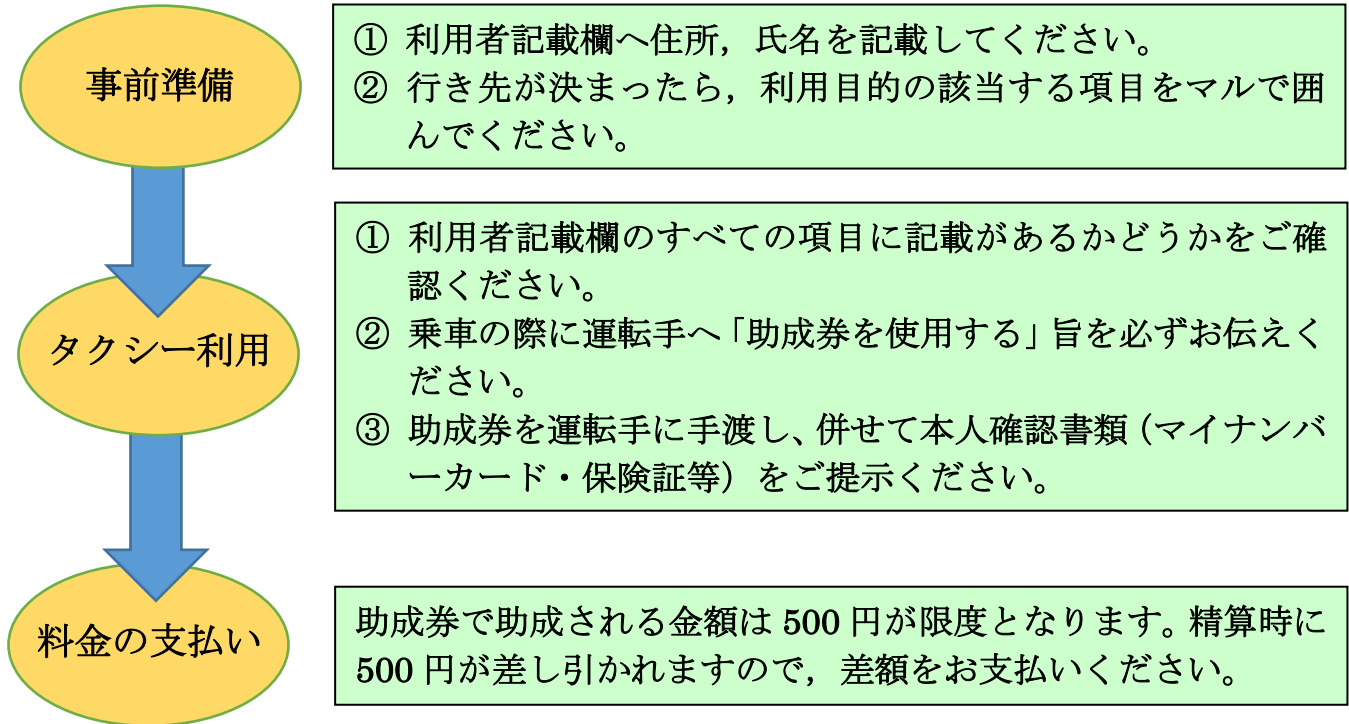 事前準備
① 利用者記載欄へ住所，氏名を記載してください。
② 行き先が決まったら，利用目的の該当する項目をマルで囲
んでください。
タクシー利用
① 利用者記載欄のすべての項目に記載があるかどうかをご確
認ください。
② 乗車の際に運転手へ「助成券を使用する」旨を必ずお伝えく
ださい。
③ 助成券を運転手に手渡し、併せて本人確認書類（マイナンバ
ーカード・保険証等）をご提示ください。
料金の支払い
助成券で助成される金額は 500 円が限度となります。精算時に
500 円が差し引かれますので，差額をお支払いください。